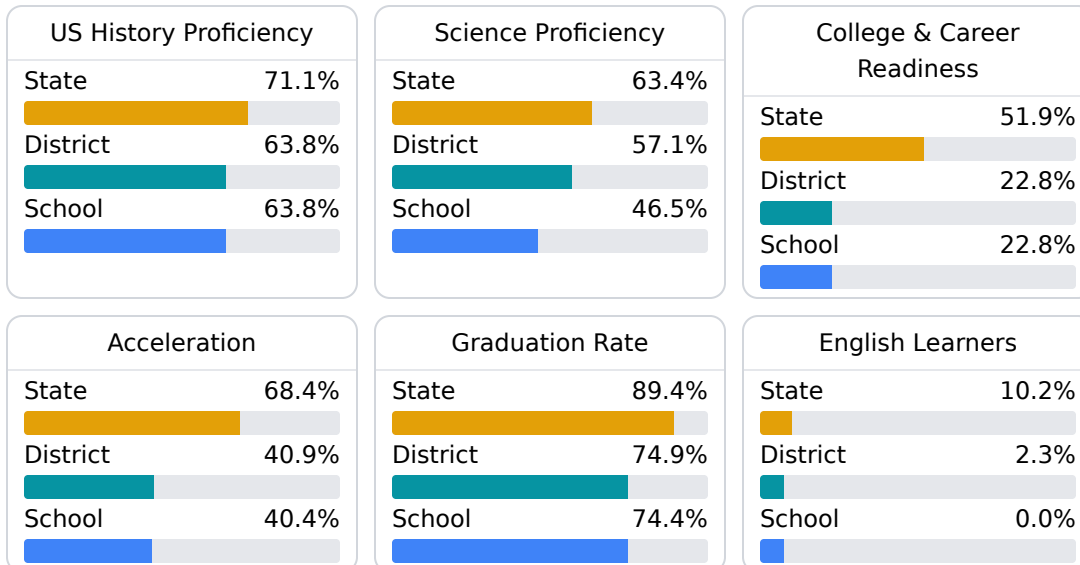 US History Proficiency
State 71.1%
District 63.8%
School 63.8%
Science Proficiency
State 63.4%
District 57.1%
School 46.5%
College & Career
Readiness
State 51.9%
District 22.8%
School 22.8%
Acceleration
State 68.4%
District 40.9%
School 40.4%
Graduation Rate
State 89.4%
District 74.9%
School 74.4%
English Learners
State 10.2%
District 2.3%
School 0.0%